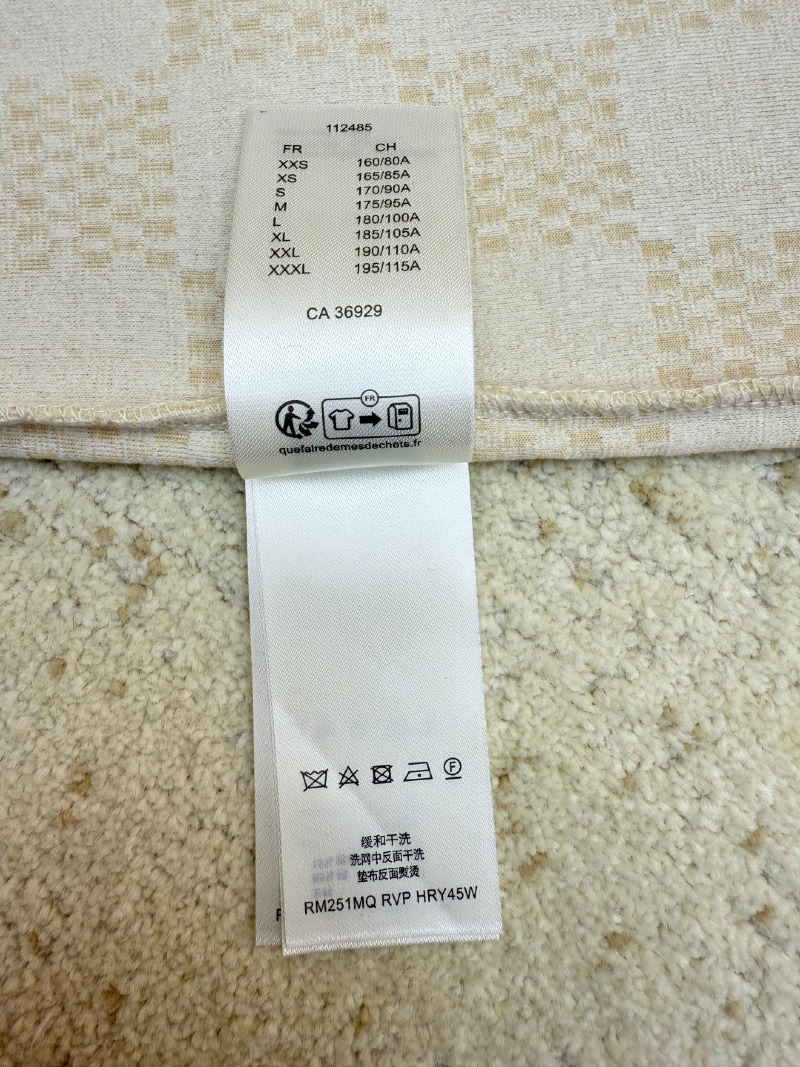 112485
FR CH
XXS 160/80A
XS 165/85A
S 170/90A
M 175/95A
L 180/100A
XL 185/105A
XXL 190/110A
XXXL 195/115A
CA 36929
FR
quefairedemesdechets.fr
F
缓和干洗
洗网中反面干洗
垫布反面熨烫
RM251MQ RVP HRY45W